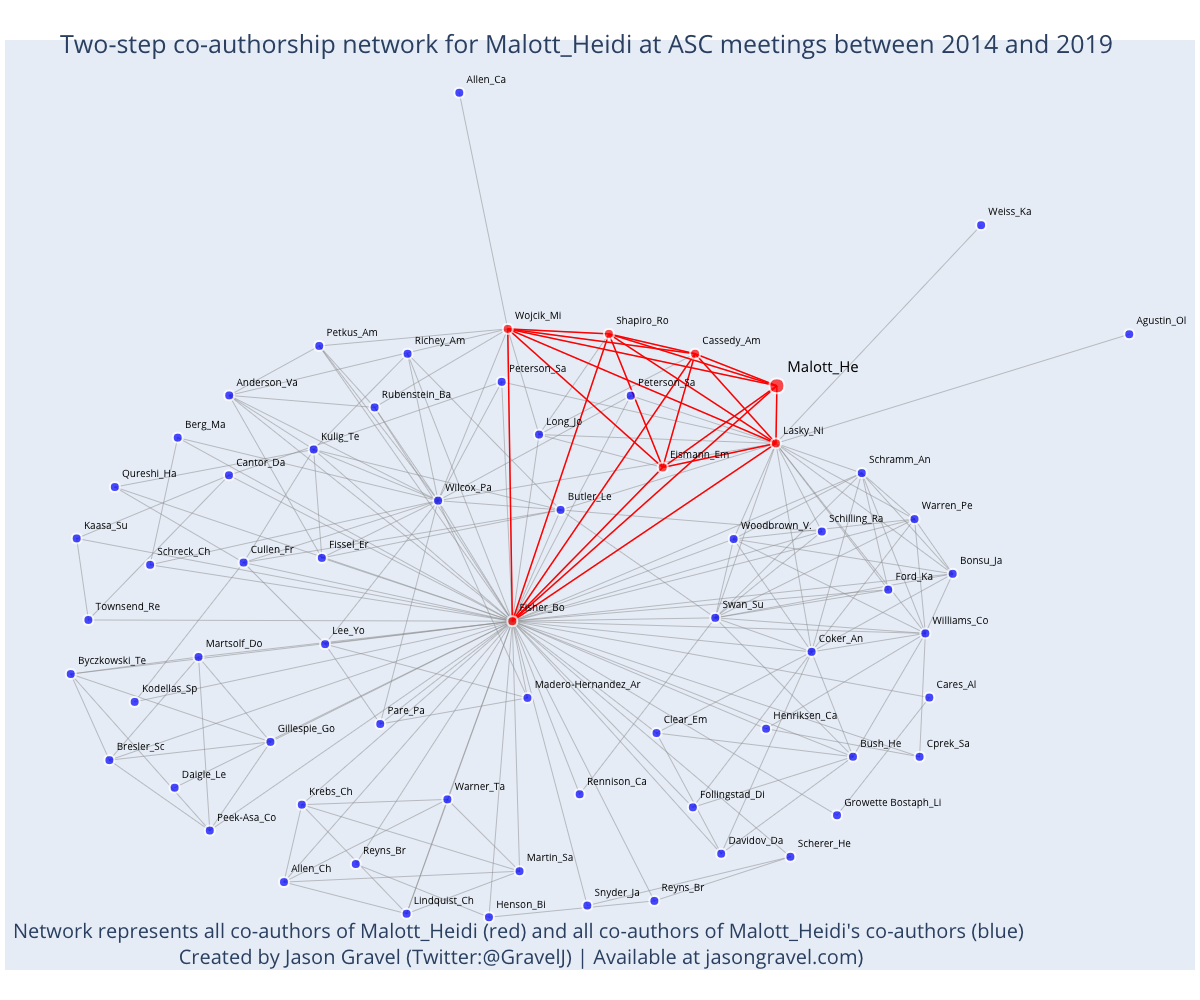 Two-step co-authorship network for Malott_Heidi at ASC meetings between 2014 and 2019
Allen_Ca
Weiss_Ka
Agustin_Ol
Wojcik_Mi
Shapiro_Ro
Petkus_Am
Richey_Am
Cassedy_Am
Malott_He
Peterson_Sa
Peterson_Sa
Anderson_Va
Rubenstein_Ba
Berg_Ma
Long_Jo
Lasky_Ni
Kulig_Te
Eismann_Em
Cantor_Da
Qureshi_Ha
Schramm_An
Wilcox_Pa
Butler_Le
Warren_Pe
Kaasa_Su
Woodbrown_V.
Schilling_Ra
Schreck_Ch
Cullen_Fr
Fissel_Er
Bonsu_Ja
Ford_Ka
Townsend_Re
Fisher_Bo
Swan_Su
Williams_Co
Lee_Yo
Martsolf_Do
Coker_An
Byczkowski_Te
Kodellas_Sp
Madero-Hernandez_Ar
Cares_Al
Pare_Pa
Gillespie_Go
Clear_Em
Henriksen_Ca
Bresler_Sc
Bush_He
Cprek_Sa
Daigle_Le
Krebs_Ch
Warner_Ta
Rennison_Ca
Follingstad_Di
Growette Bostaph_Li
Peek-Asa_Co
Reyns_Br
Martin_Sa
Davidov_Da
Scherer_He
Allen_Ch
Lindquist_Ch
Henson_Bi
Snyder_Ja
Reyns_Br
Network represents all co-authors of Malott_Heidi (red) and all co-authors of Malott_Heidi's co-authors (blue)
Created by Jason Gravel (Twitter:@GravelJ) | Available at jasongravel.com)